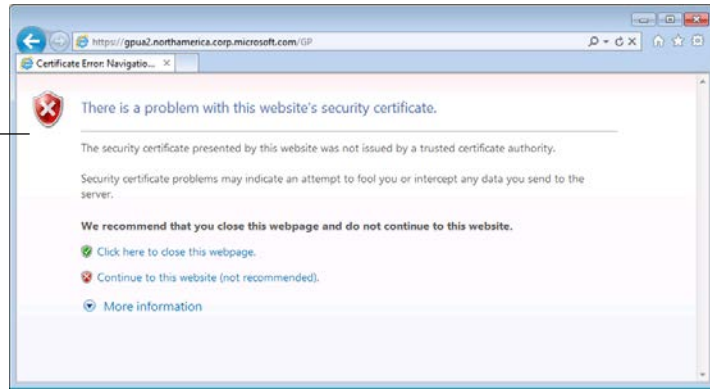 https://gpua2.northamerica.corp.microsoft.com/GP
Certificate Error: Navigatio...
There is a problem with this website's security certificate.
The security certificate presented by this website was not issued by a trusted certificate authority.
Security certificate problems may indicate an attempt to fool you or intercept any data you send to the
server.
We recommend that you close this webpage and do not continue to this website.
Click here to close this webpage.
Continue to this website (not recommended).
More information